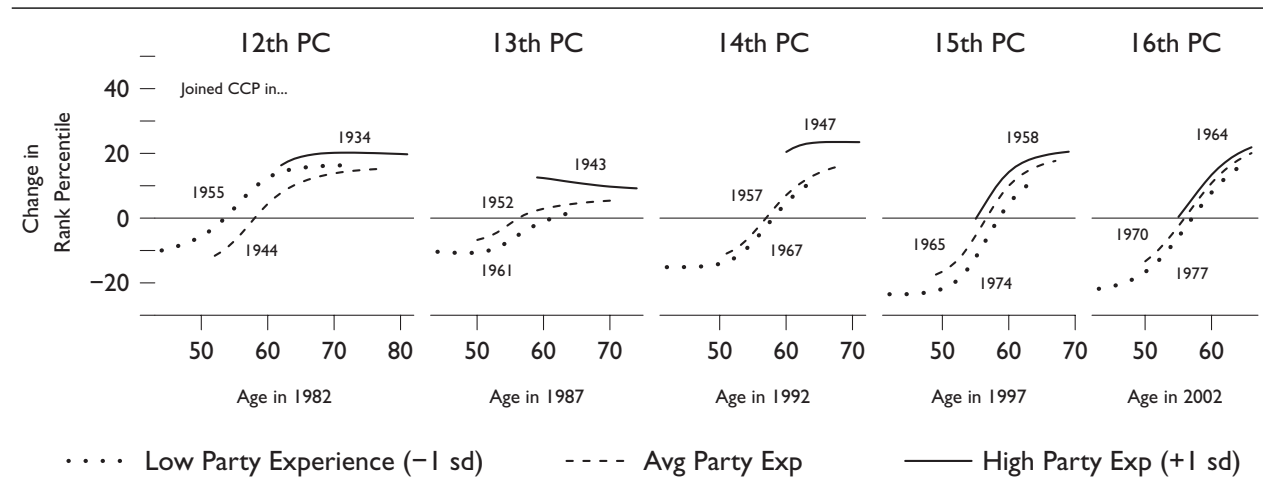 12th PC 13th PC 14th PC 15th PC 16th PC
Change in
Rank Percentile
40
20
0
−20
Joined CCP in...
1934
1955
1944
1943
1952
1961
1947
1957
1967
1958
1965
1974
1964
1970
1977
50 60 70 80 50 60 70 50 60 70 50 60 70 50 60
Age in 1982 Age in 1987 Age in 1992 Age in 1997 Age in 2002
Low Party Experience (−1 sd) Avg Party Exp High Party Exp (+1 sd)